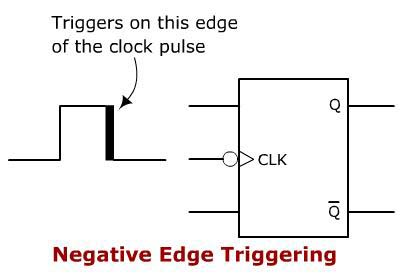 Triggers on this edge
of the clock pulse
Q
CLK
Q̅
Negative Edge Triggering